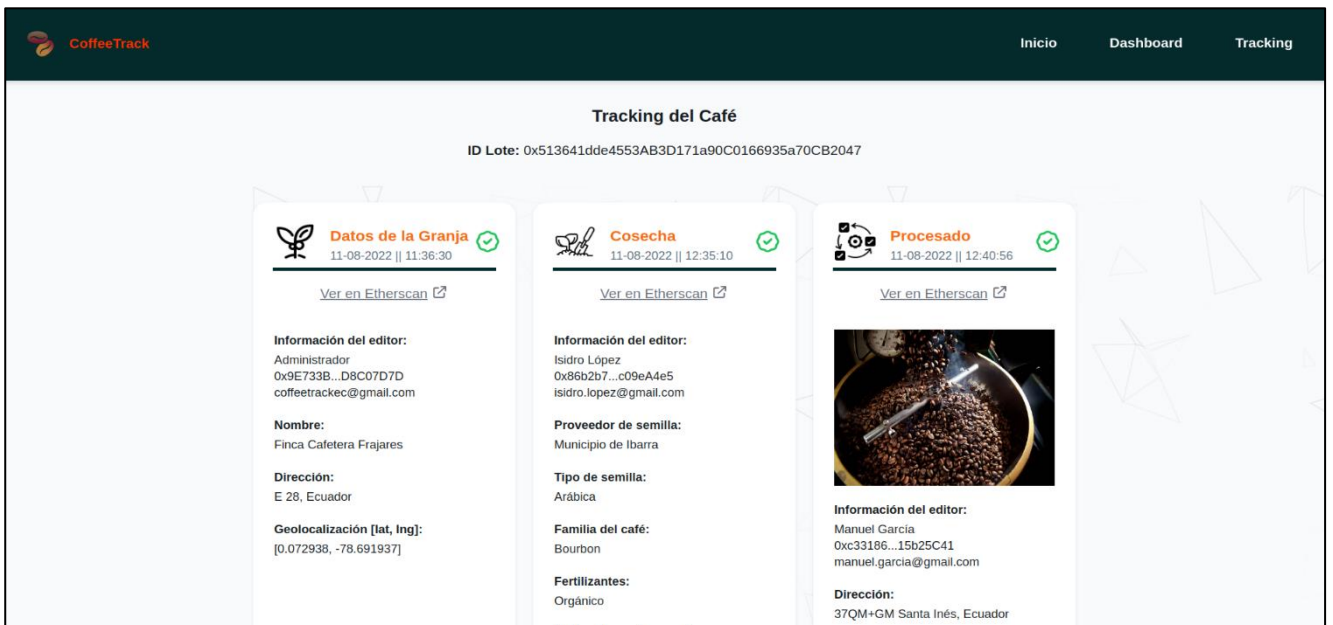 CoffeeTrack
Inicio
Dashboard
Tracking
Tracking del Café
ID Lote: 0x513641dde4553AB3D171a90C0166935a70CB2047
Datos de la Granja
11-08-2022 || 11:36:30
Ver en Etherscan
Información del editor:
Administrador
0x9E733B...D8C07D7D
coffeetrackec@gmail.com
Nombre:
Finca Cafetera Frajares
Dirección:
E 28, Ecuador
Geolocalización [lat, lng]:
[0.072938, -78.691937]
Cosecha
11-08-2022 || 12:35:10
Ver en Etherscan
Información del editor:
Isidro López
0x86b2b7...c09eA4e5
isidro.lopez@gmail.com
Proveedor de semilla:
Municipio de Ibarra
Tipo de semilla:
Arábica
Familia del café:
Bourbon
Fertilizantes:
Orgánico
Procesado
11-08-2022 || 12:40:56
Ver en Etherscan
Información del editor:
Manuel García
0xc33186...15b25C41
manuel.garcia@gmail.com
Dirección:
37QM+GM Santa Inés, Ecuador